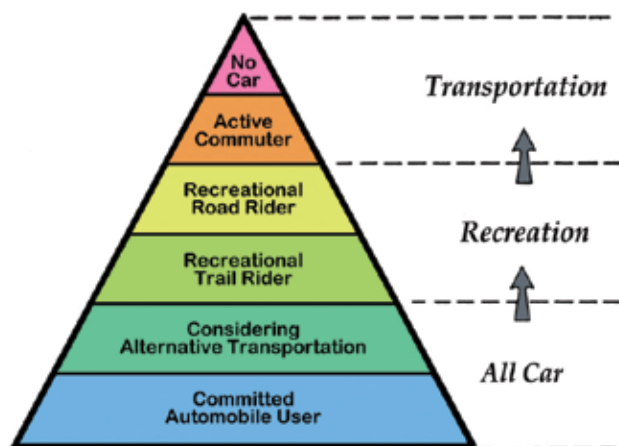 No
Car
Transportation
Active
Commuter
Recreational
Road Rider
Recreation
Recreational
Trail Rider
Considering
Alternative Transportation
All Car
Committed
Automobile User